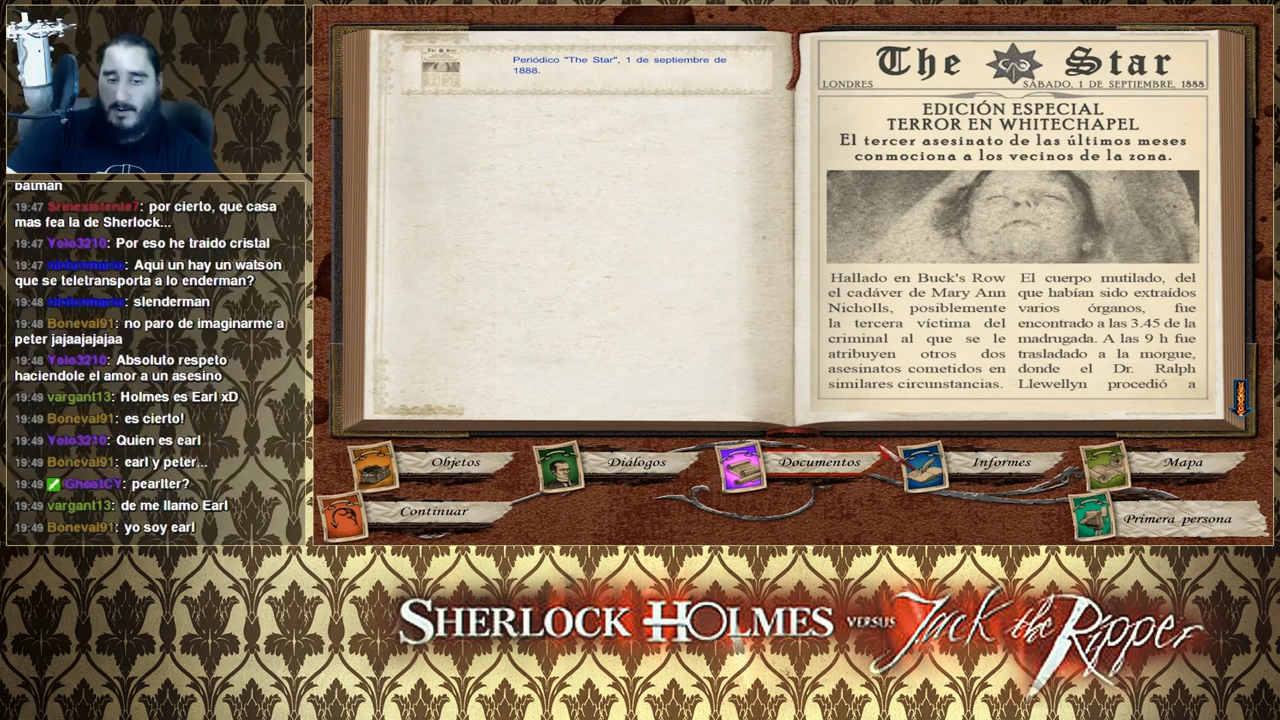 batman
19:47 Srinexistente7: por cierto, que casa
mas fea la de Sherlock...
19:47 Yolo3210: Por eso he traido cristal
19:47 : Aqui un hay un watson
que se teletransporta a lo enderman?
19:48 : slenderman
19:48 Boneval91: no paro de imaginarme a
peter jajaajajajaa
19:48 Yolo3210: Absoluto respeto
haciendole el amor a un asesino
19:49 vargant13: Holmes es Earl xD
19:49 Boneval91: es cierto!
19:49 Yolo3210: Quien es earl
19:49 Boneval91: earl y peter...
19:49 GhostCY: pearlter?
19:49 vargant13: de me llamo Earl
19:49 Boneval91: yo soy earl
Periódico "The Star", 1 de septiembre de
1888.
The Star
LONDRES SÁBADO, 1 DE SEPTIEMBRE, 1888
EDICIÓN ESPECIAL
TERROR EN WHITECHAPEL
El tercer asesinato de las últimos meses
conmociona a los vecinos de la zona.
Hallado en Buck's Row
el cadáver de Mary Ann
Nicholls, posiblemente
la tercera víctima del
criminal al que se le
atribuyen otros dos
asesinatos cometidos en
similares circunstancias.
El cuerpo mutilado, del
que habían sido extraídos
varios órganos, fue
encontrado a las 3.45 de la
madrugada. A las 9 h fue
trasladado a la morgue,
donde el Dr. Ralph
Llewellyn procedió a
Objetos
Diálogos
Documentos
Informes
Mapa
Continuar
Primera persona
SHERLOCK HOLMES VERSUS Jack the Ripper